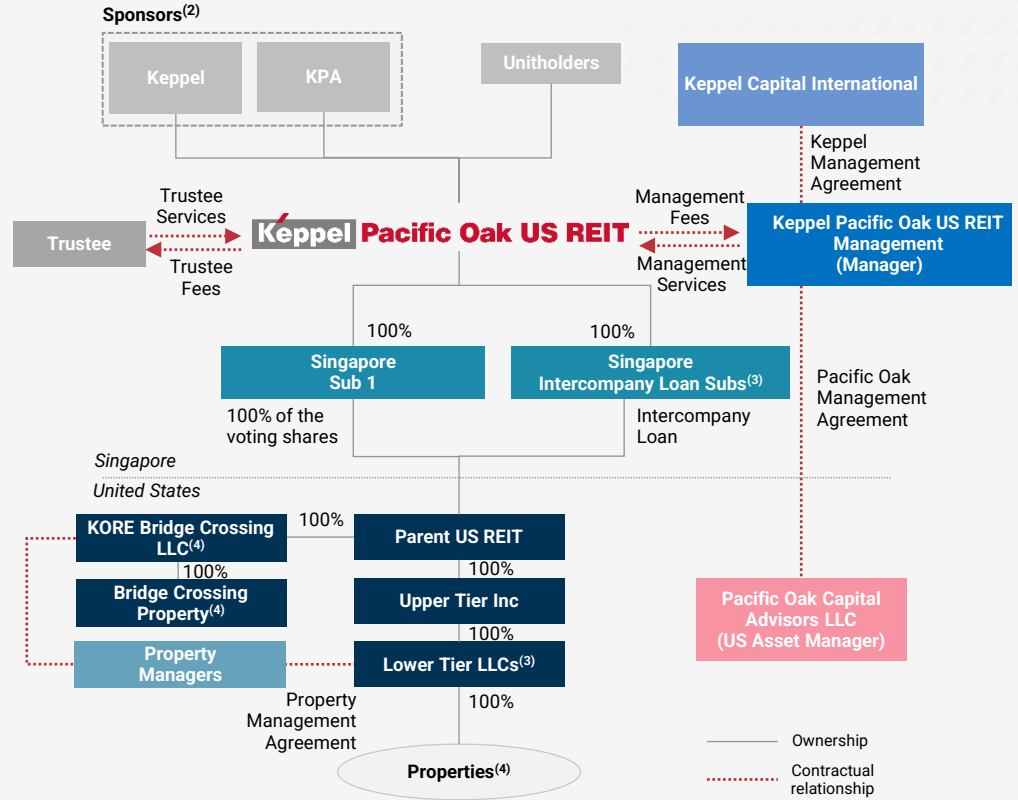 Sponsors(2)
Keppel
KPA
Unitholders
Keppel Capital International
Keppel
Management
Agreement
Trustee
Trustee
Services
Trustee
Fees
Keppel Pacific Oak US REIT
Management
Fees
Management
Services
Keppel Pacific Oak US REIT
Management
(Manager)
100%
100%
Singapore
Sub 1
Singapore
Intercompany Loan Subs(3)
100% of the
voting shares
Intercompany
Loan
Pacific Oak
Management
Agreement
Singapore
United States
KORE Bridge Crossing
LLC(4)
100%
Parent US REIT
100%
100%
Bridge Crossing
Property(4)
Upper Tier Inc
100%
Property
Managers
Lower Tier LLCs(3)
Pacific Oak Capital
Advisors LLC
(US Asset Manager)
Property
Management
Agreement
100%
Properties(4)
Ownership
Contractual
relationship